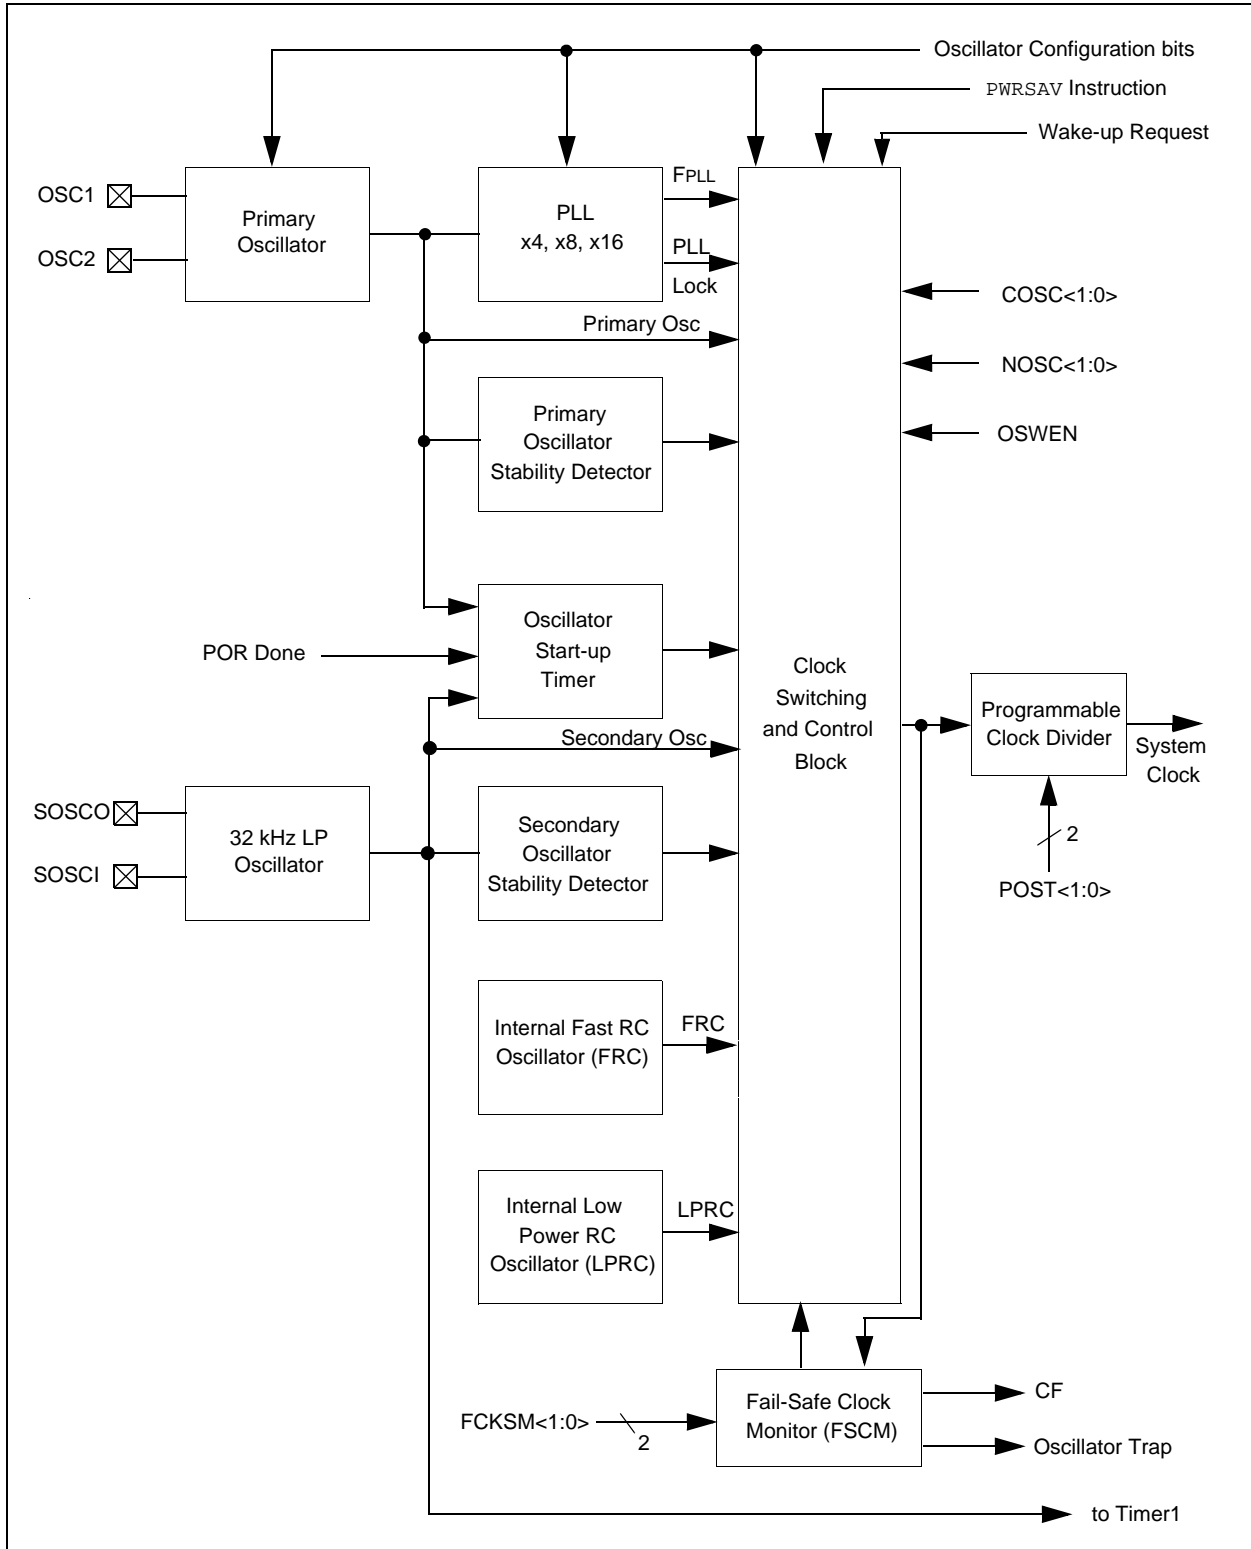 Oscillator Configuration bits
PWRSAV Instruction
Wake-up Request
OSC1
OSC2
Primary
Oscillator
PLL
x4, x8, x16
FPLL
PLL
Lock
COSC<1:0>
NOSC<1:0>
OSWEN
Primary Osc
Primary
Oscillator
Stability Detector
POR Done
Oscillator
Start-up
Timer
Clock
Switching
and Control
Block
Programmable
Clock Divider
System
Clock
2
POST<1:0>
Secondary Osc
SOSCO
SOSCI
32 kHz LP
Oscillator
Secondary
Oscillator
Stability Detector
Internal Fast RC
Oscillator (FRC)
FRC
Internal Low
Power RC
Oscillator (LPRC)
LPRC
FCKSM<1:0>
2
Fail-Safe Clock
Monitor (FSCM)
CF
Oscillator Trap
to Timer1